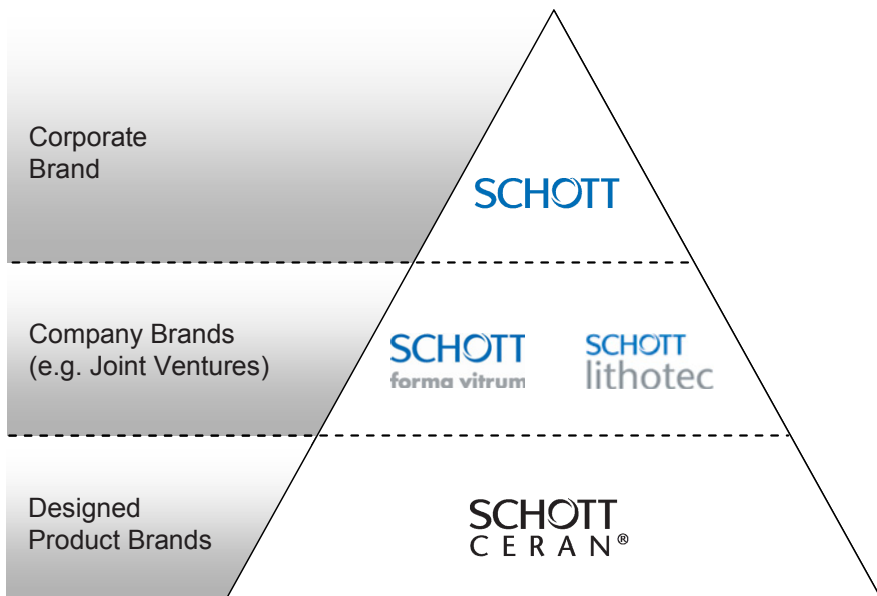 Corporate
Brand
SCHOTT
Company Brands
(e.g. Joint Ventures)
SCHOTT
forma vitrum
SCHOTT
lithotec
Designed
Product Brands
SCHOTT
CERAN®